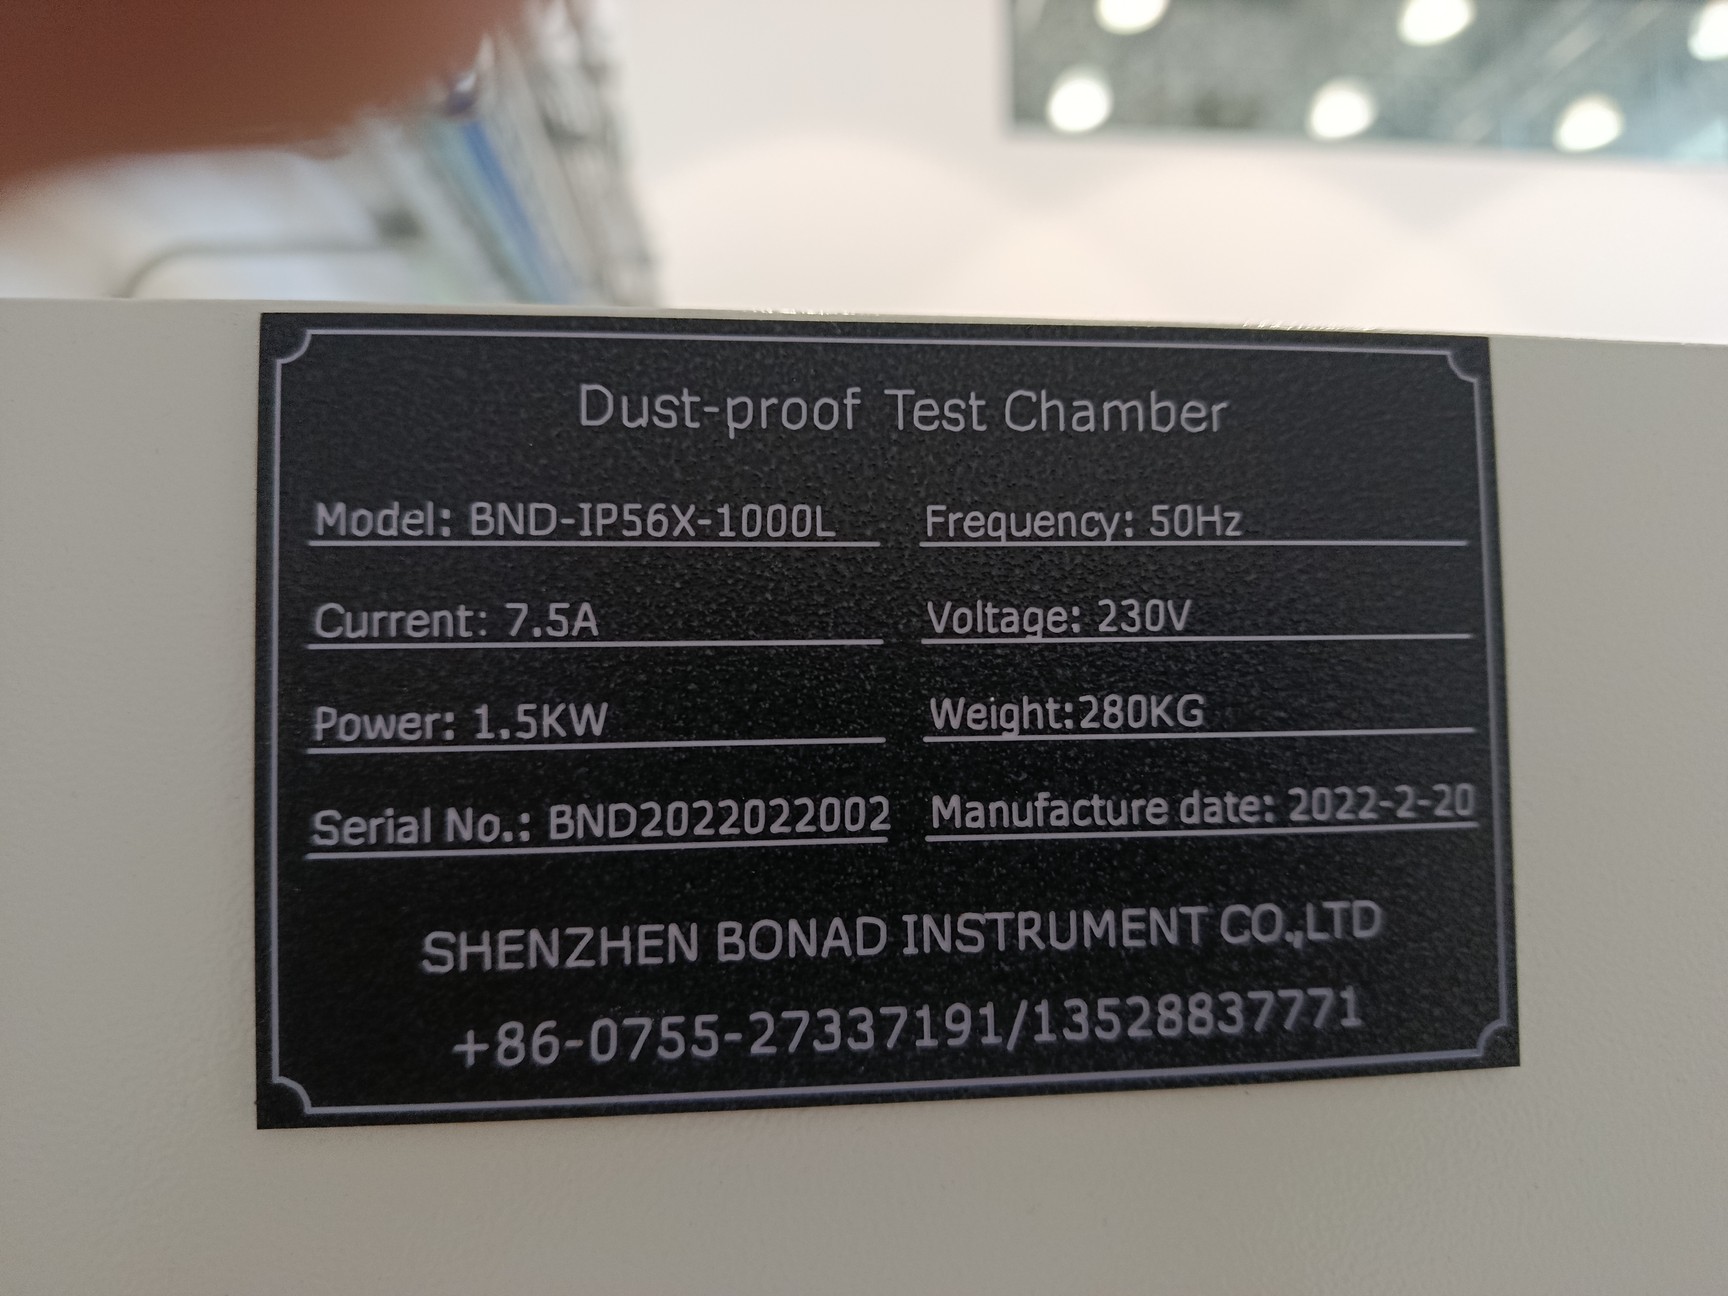 Dust-proof Test Chamber
Model: BND-IP56X-1000L Frequency: 50Hz
Current: 7.5A Voltage: 230V
Power: 1.5KW Weight:280KG
Serial No.: BND2022022002 Manufacture date: 2022-2-20
SHENZHEN BONAD INSTRUMENT CO.,LTD
+86-0755-27337191/13528837771